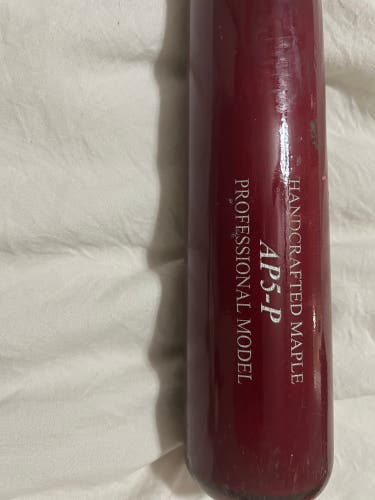 HANDCRAFTED MAPLE
AP5-P
PROFESSIONAL MODEL